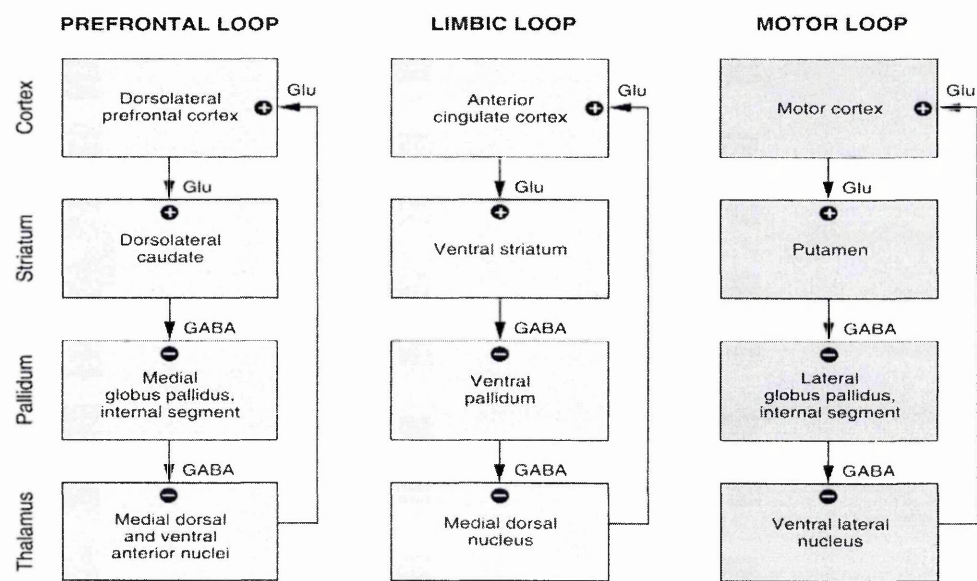 PREFRONTAL LOOP
LIMBIC LOOP
MOTOR LOOP
Cortex
Dorsolateral
prefrontal cortex
Glu
Anterior
cingulate cortex
Glu
Motor cortex
Glu
Glu
Glu
Glu
Striatum
Dorsolateral
caudate
Ventral striatum
Putamen
GABA
GABA
GABA
Pallidum
Medial
globus pallidus,
internal segment
Ventral
pallidum
Lateral
globus pallidus,
internal segment
GABA
GABA
GABA
Thalamus
Medial dorsal
and ventral
anterior nuclei
Medial dorsal
nucleus
Ventral lateral
nucleus